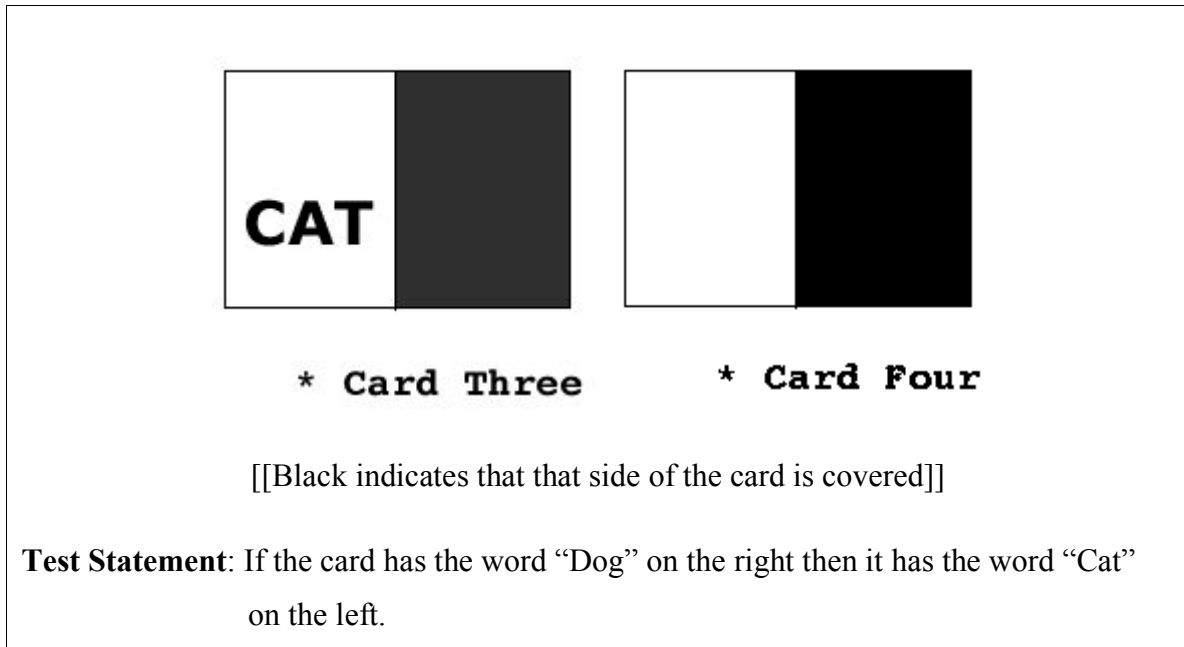 CAT
* Card Three
* Card Four
[[Black indicates that that side of the card is covered]]
Test Statement: If the card has the word “Dog” on the right then it has the word “Cat”
on the left.